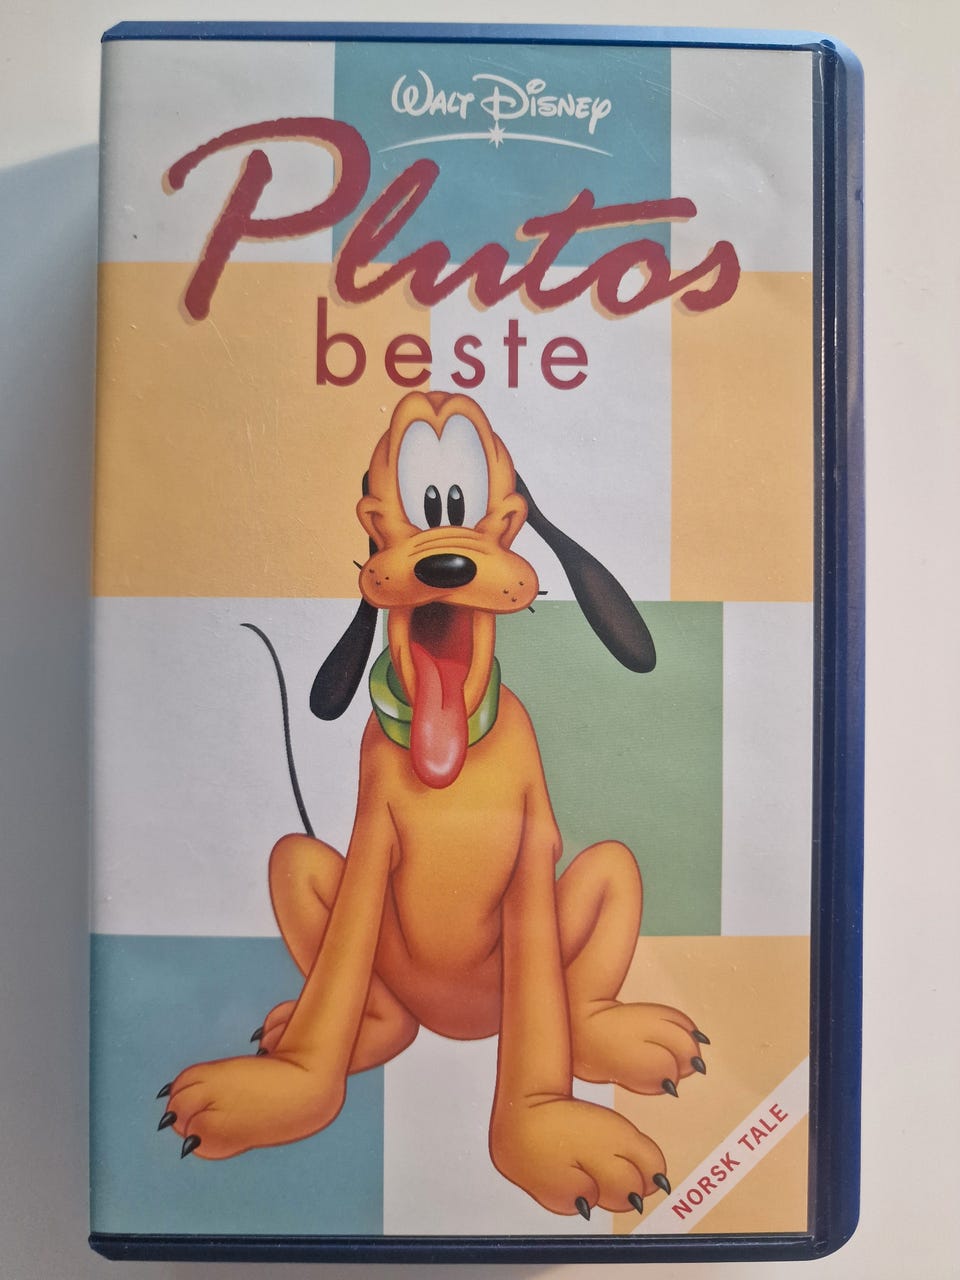 WALT DISNEY
Plutos
beste
NORSK TALE